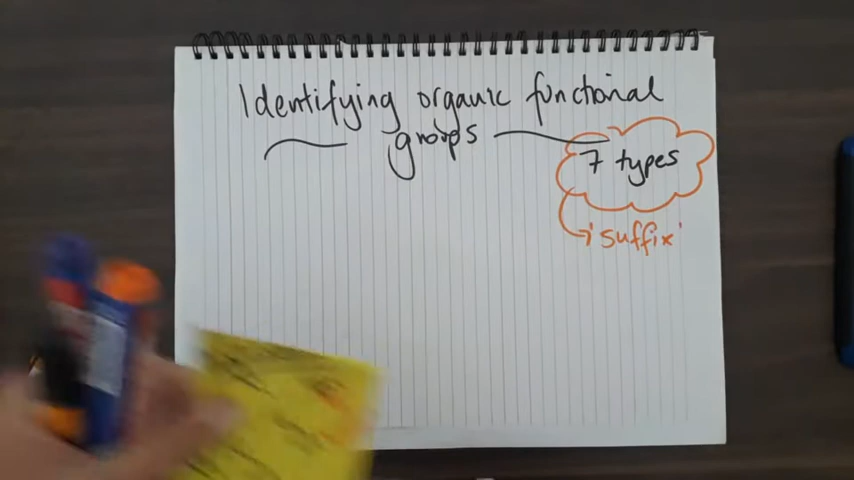 Identifying organic functional
groups
7 types
'suffix'